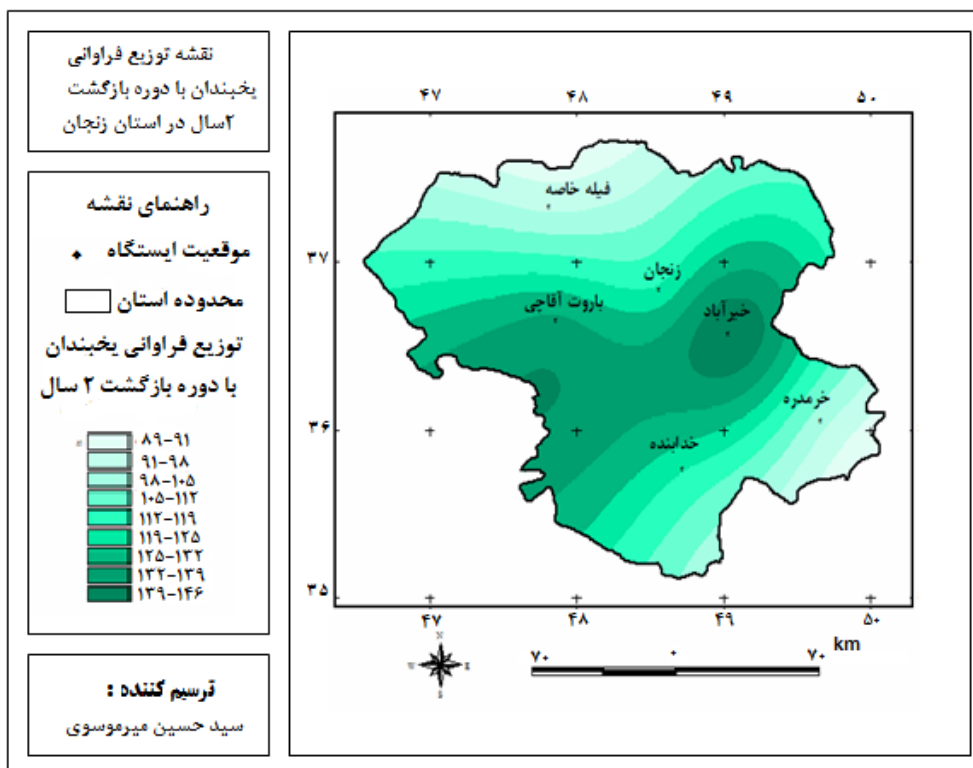 نقشه توزیع فراوانی
یخبندان با دوره بازگشت
۲سال در استان زنجان
راهنمای نقشه
موقعیت ایستگاه
محدوده استان
توزیع فراوانی یخبندان
با دوره بازگشت ۲ سال
۸۹-۹۱
۹۱-۹۸
۹۸-۱۰۵
۱۰۵-۱۱۲
۱۱۲-۱۱۹
۱۱۹-۱۲۵
۱۲۵-۱۳۲
۱۳۲-۱۳۹
۱۳۹-۱۴۶
ترسیم کننده :
سید حسین میرموسوی
۴۷ ۴۸ ۴۹ ۵۰
فیله خاصه
۳۷
زنجان
باروت آقاچی
خیرآباد
خرمدره
۳۶
خدابنده
۳۵
۴۷ ۴۸ ۴۹ ۵۰
۷۰ ۰ ۷۰ km